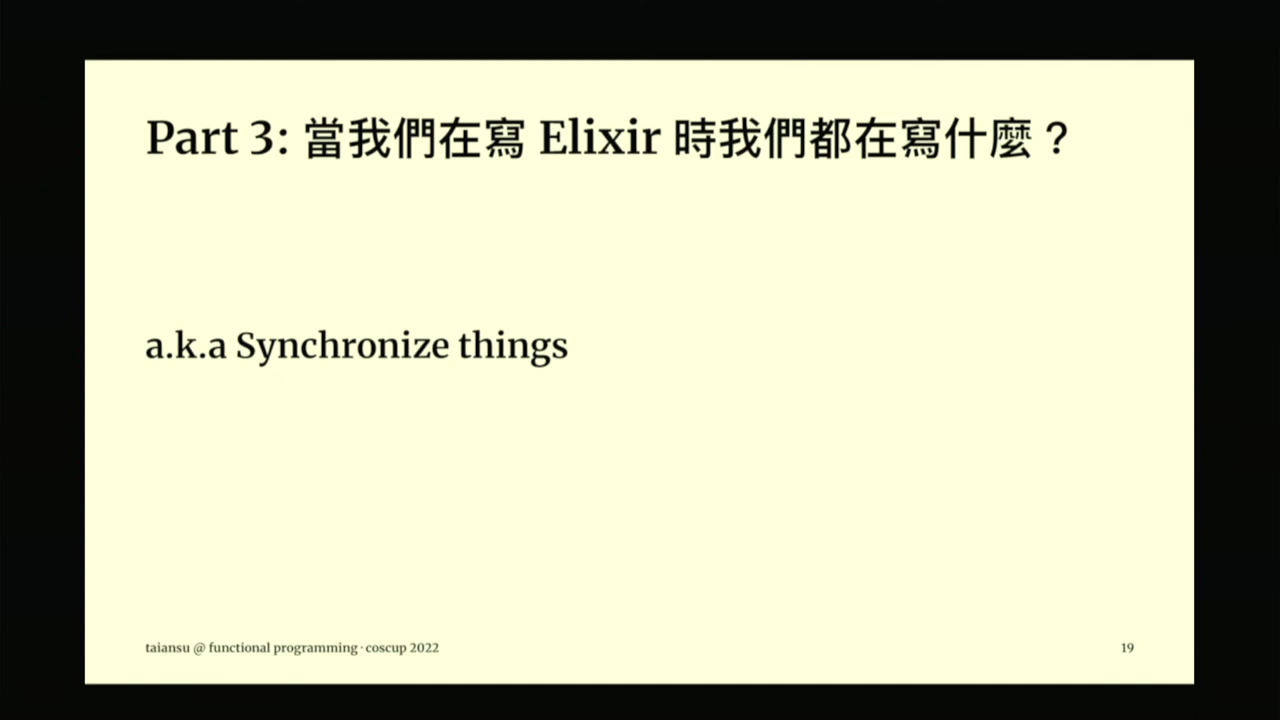 Part 3: 當我們在寫 Elixir 時我們都在寫什麼？
a.k.a Synchronize things
taiansu @ functional programming · coscup 2022
19